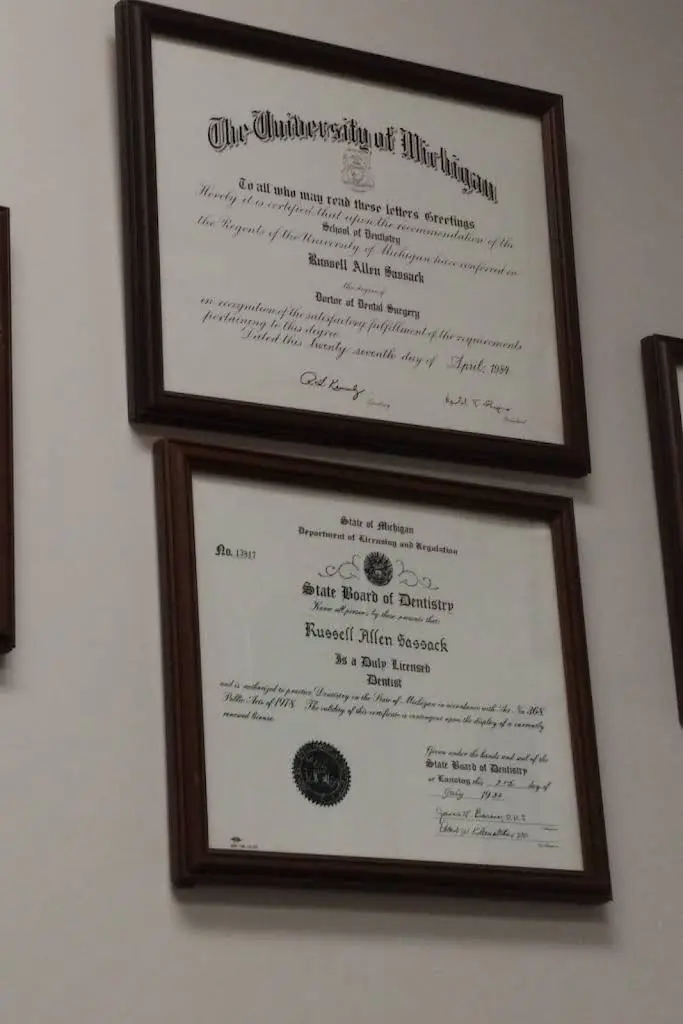 The University of Michigan
To all who may read these letters Greetings
Hereby it is certified that upon the recommendation of the
School of Dentistry
the Regents of the University of Michigan have conferred on
Russell Allen Sassack
the degree of
Doctor of Dental Surgery
in recognition of the satisfactory fulfillment of the requirements
pertaining to this degree
Dated this twenty-seventh day of April, 1984
Secretary
President
State of Michigan
Department of Licensing and Regulation
No. 13917
State Board of Dentistry
Know all persons by these presents that:
Russell Allen Sassack
Is a Duly Licensed
Dentist
and is authorized to practice Dentistry in the State of Michigan in accordance with Act No 368
Public Acts of 1978. The validity of this certificate is contingent upon the display of a currently
renewed license.
Given under the hands and seal of the
State Board of Dentistry
at Lansing this day of
July 1984